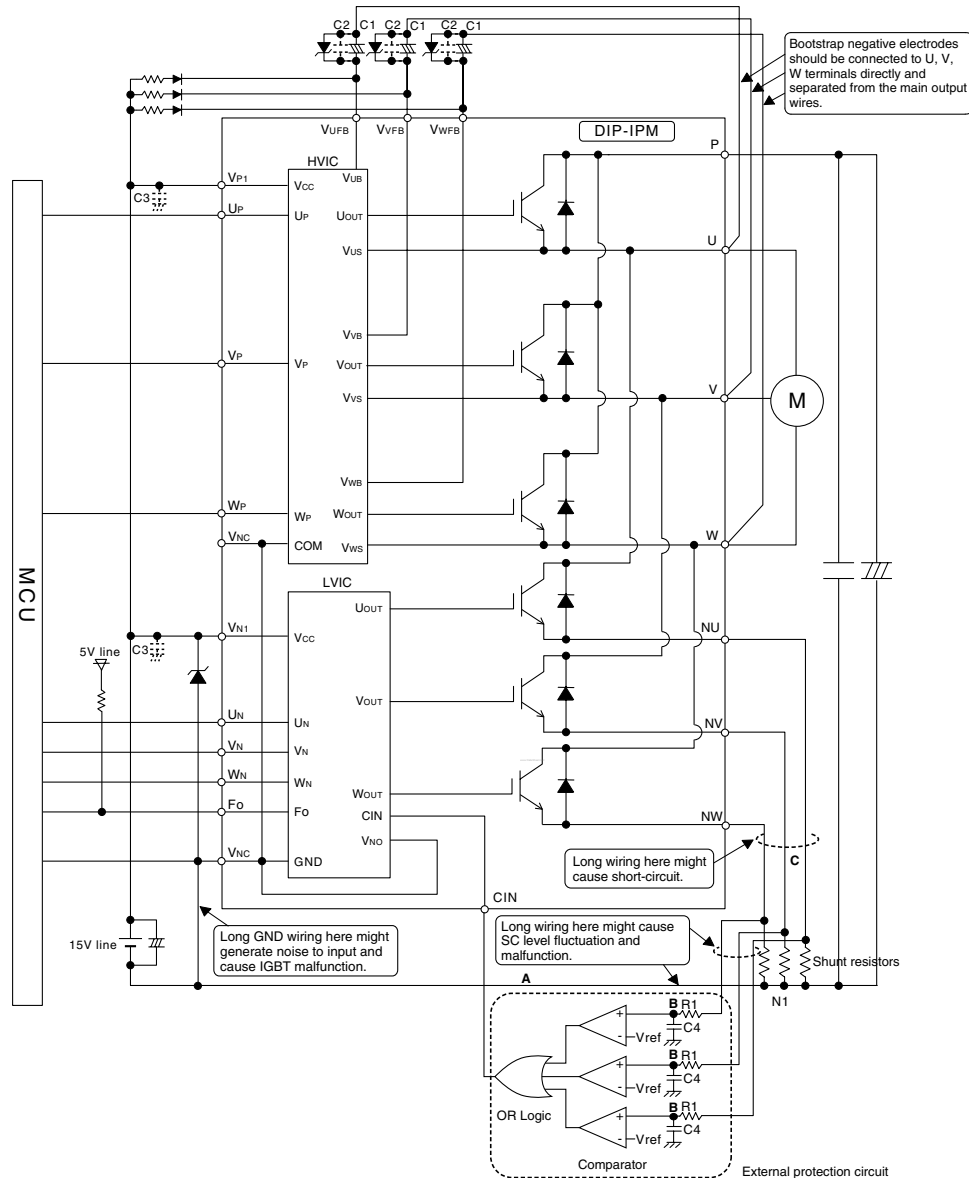 C2 C1 C2 C1 C2 C1
Bootstrap negative electrodes
should be connected to U, V,
W terminals directly and
separated from the main output
wires.
VUFB VVFB VWFB
DIP-IPM
P
HVIC
VP1
C3
VCC
VUB
UP
UP
UOUT
U
VUS
VVB
VP
VP
VOUT
V
VVS
M
VWB
WP
WP
WOUT
W
VNC
COM
VWS
MCU
LVIC
UOUT
VN1
VCC
NU
5V line
C3
VOUT
UN
UN
NV
VN
VN
WN
WN
WOUT
Fo
Fo
CIN
NW
VNO
VNC
GND
C
Long wiring here might
cause short-circuit.
CIN
15V line
Long GND wiring here might
generate noise to input and
cause IGBT malfunction.
Long wiring here might cause
SC level fluctuation and
malfunction.
Shunt resistors
A
N1
B R1
+
-
Vref
C4
B R1
+
-
Vref
C4
OR Logic
B R1
+
-
Vref
C4
Comparator
External protection circuit